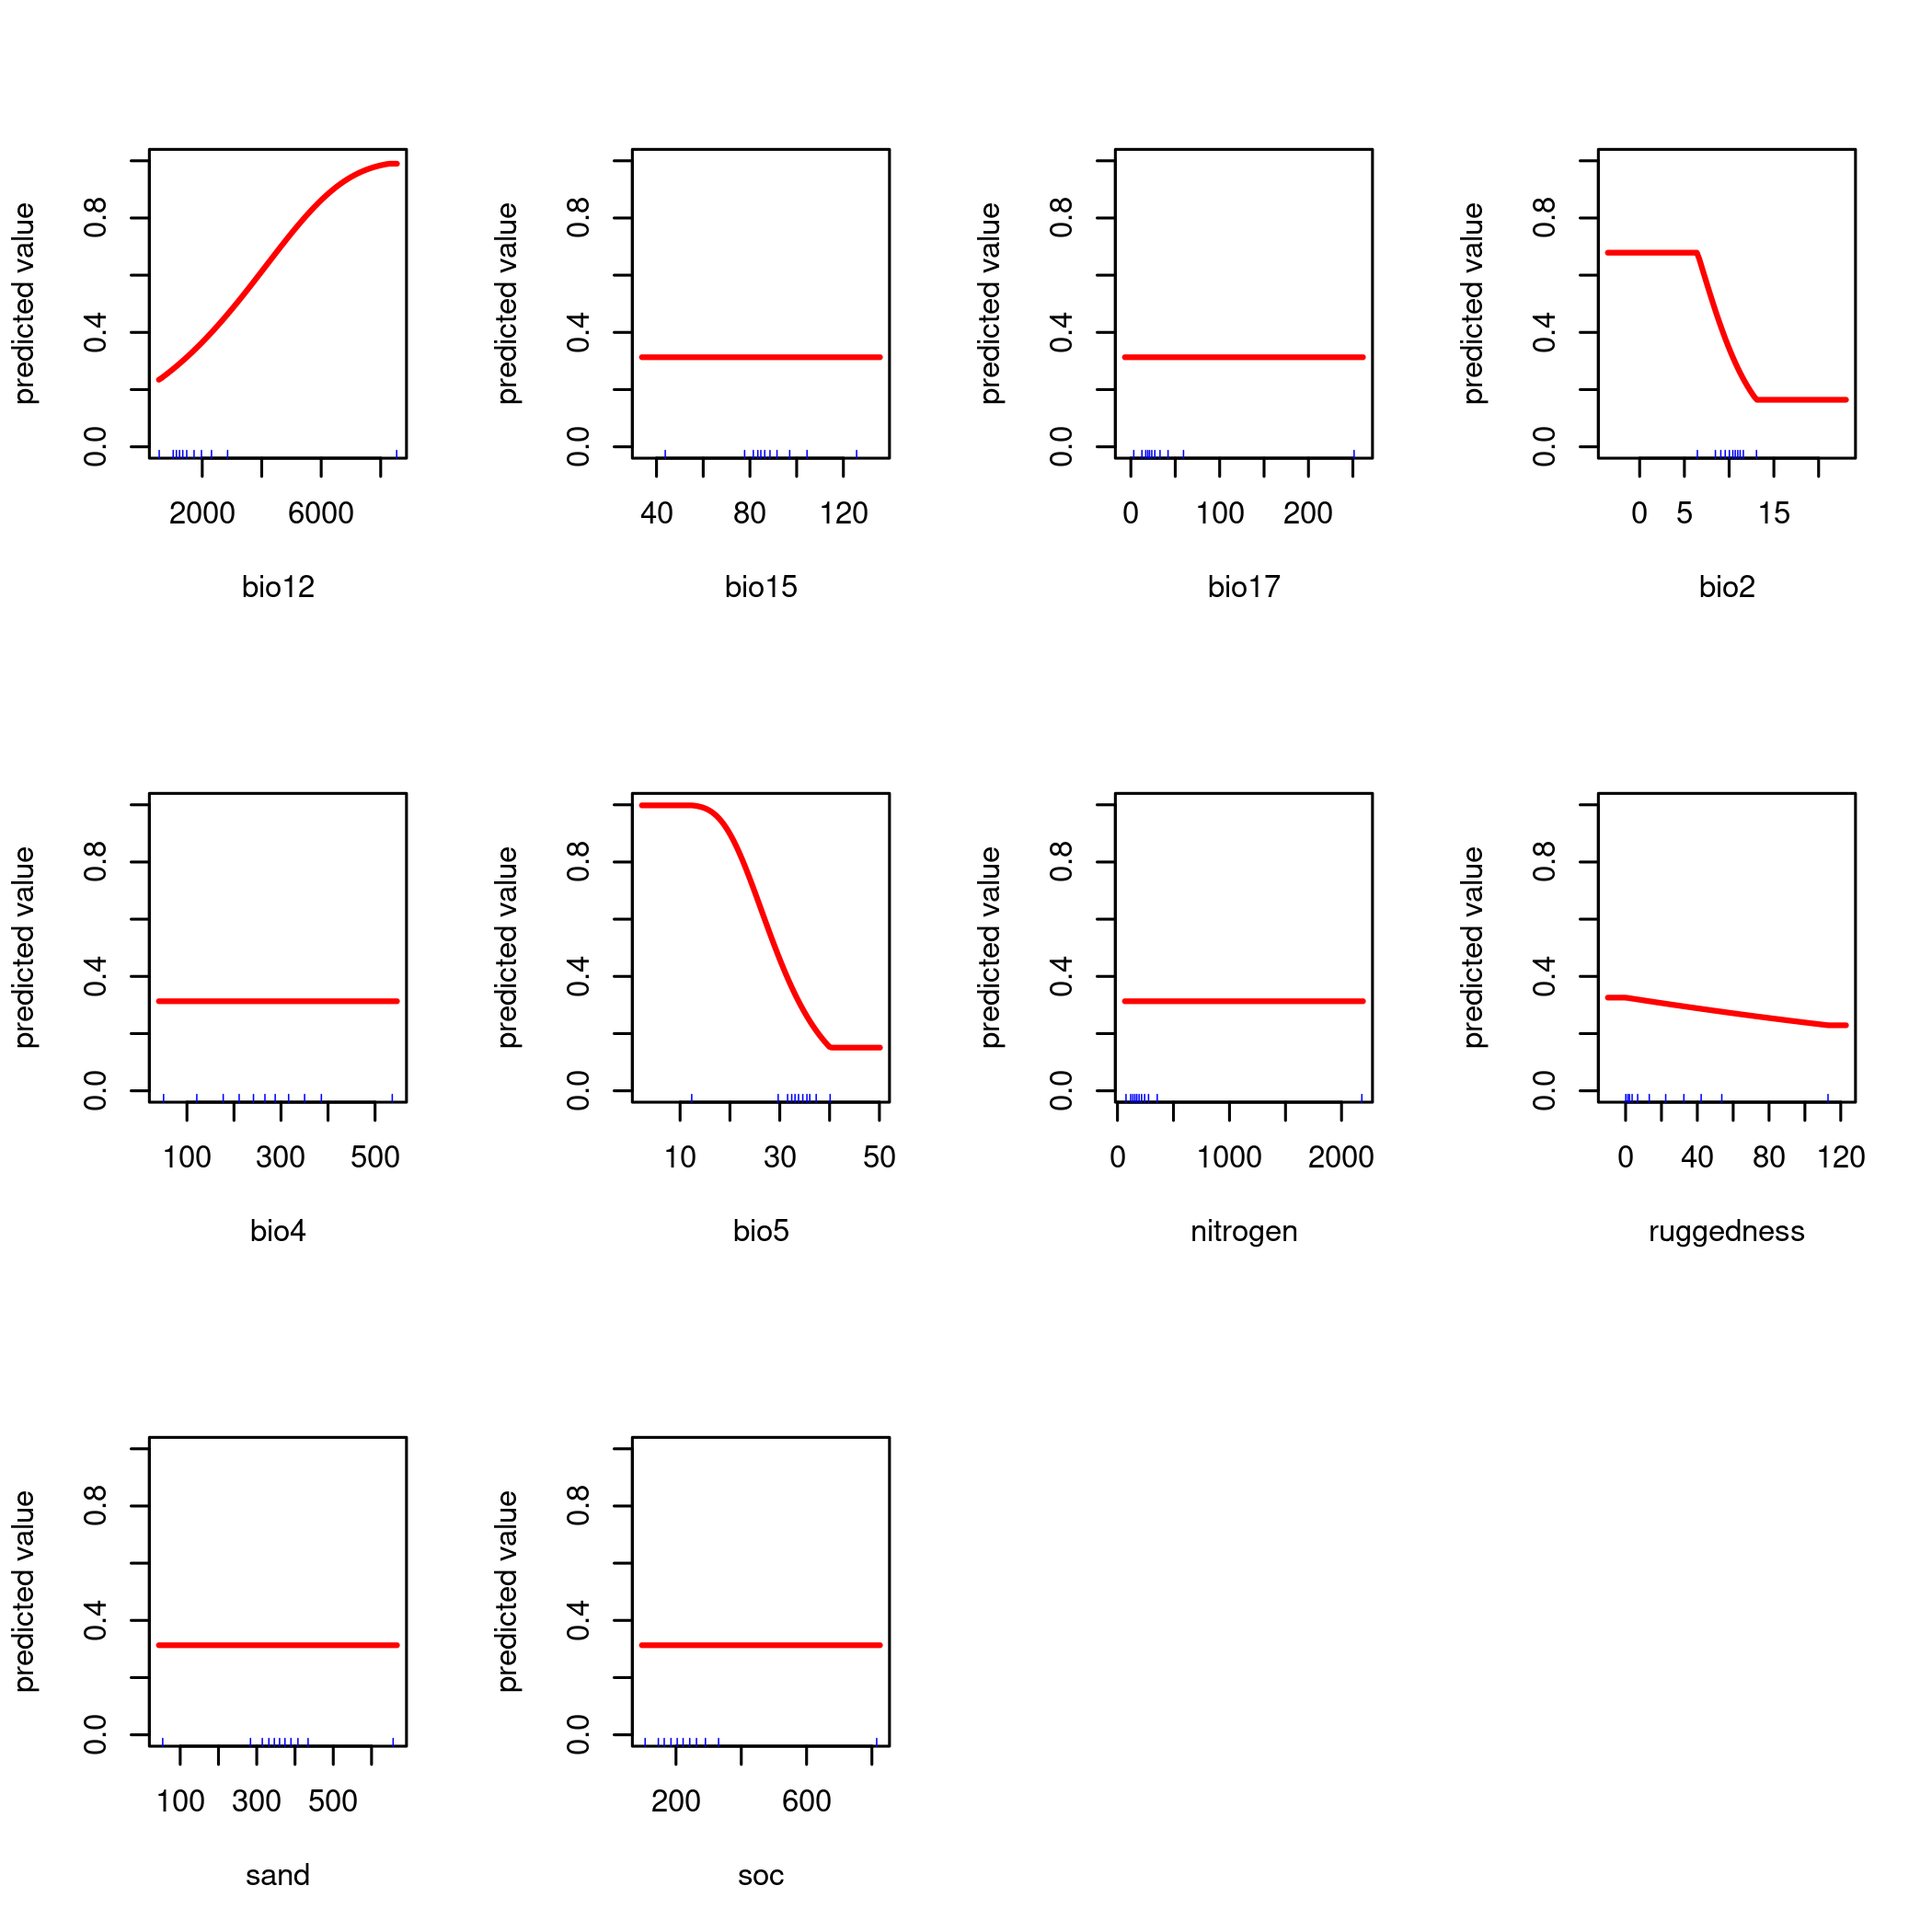 predicted value
0.0 0.4 0.8
2000 6000
bio12
predicted value
0.0 0.4 0.8
40 80 120
bio15
predicted value
0.0 0.4 0.8
0 100 200
bio17
predicted value
0.0 0.4 0.8
0 5 15
bio2
predicted value
0.0 0.4 0.8
100 300 500
bio4
predicted value
0.0 0.4 0.8
10 30 50
bio5
predicted value
0.0 0.4 0.8
0 1000 2000
nitrogen
predicted value
0.0 0.4 0.8
0 40 80 120
ruggedness
predicted value
0.0 0.4 0.8
100 300 500
sand
predicted value
0.0 0.4 0.8
200 600
soc